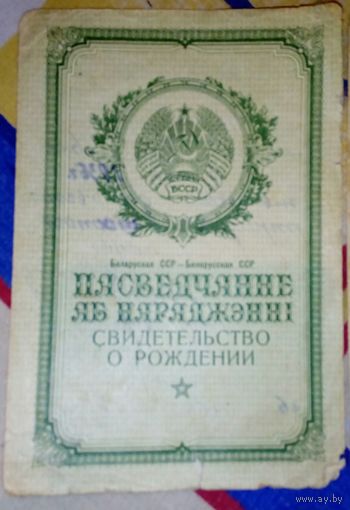 БССР
Беларуская ССР — Белорусская ССР
ПАСВЕДЧАННЕ
АБ НАРАДЖЭННІ
СВИДЕТЕЛЬСТВО
О РОЖДЕНИИ
www.ay.by